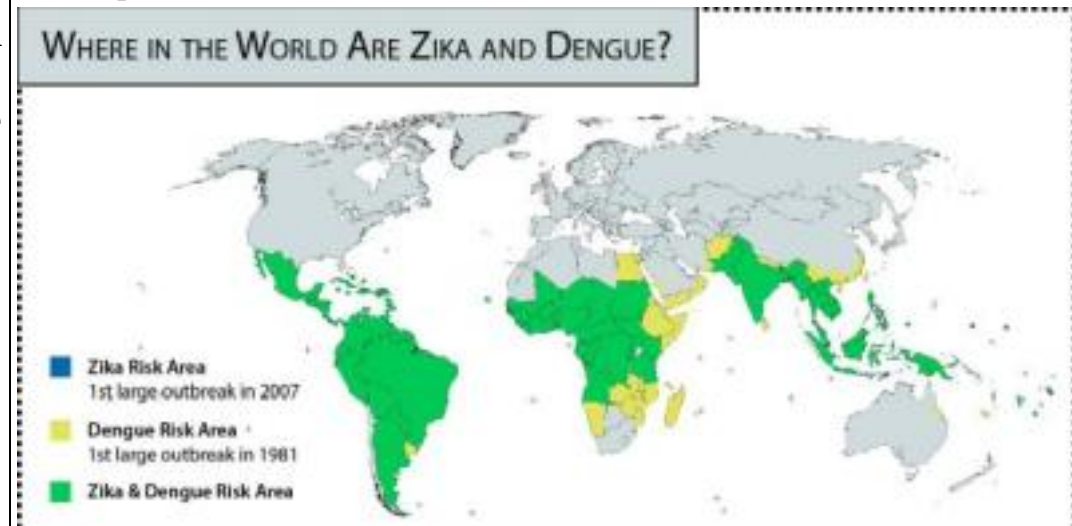 WHERE IN THE WORLD ARE ZIKA AND DENGUE?
Zika Risk Area
1st large outbreak in 2007
Dengue Risk Area
1st large outbreak in 1981
Zika & Dengue Risk Area